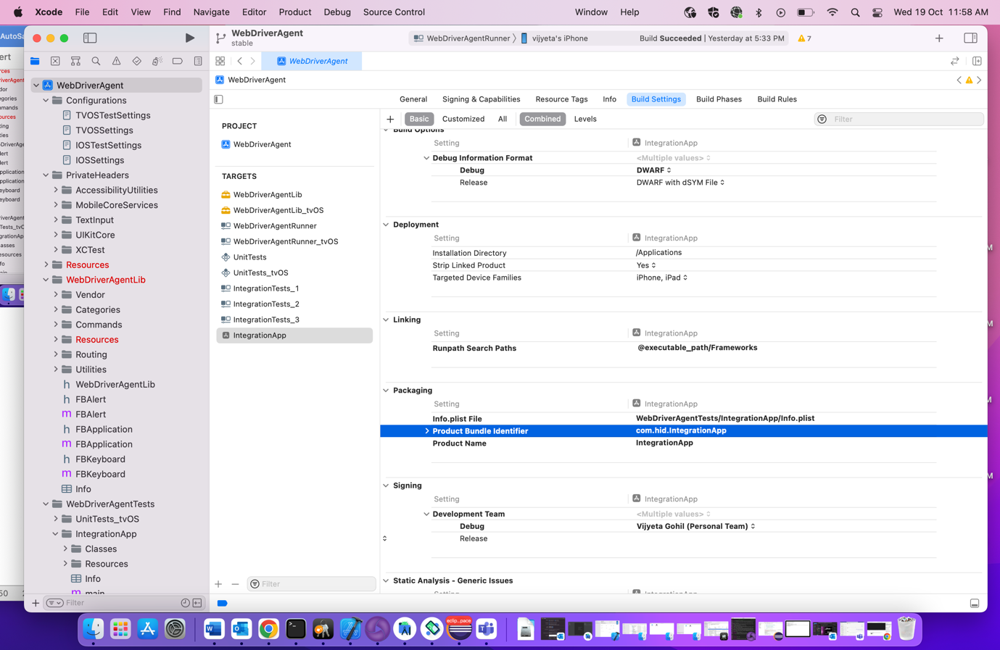 Xcode File Edit View Find Navigate Editor Product Debug Source Control Window Help Wed 19 Oct 11:58 AM
WebDriverAgent
stable
WebDriverAgentRunner
vijyeta's iPhone
Build Succeeded | Yesterday at 5:33 PM
7
WebDriverAgent
WebDriverAgent
WebDriverAgent
Configurations
TVOSTestSettings
TVOSSettings
IOSTestSettings
IOSSettings
PrivateHeaders
AccessibilityUtilities
MobileCoreServices
TextInput
UIKitCore
XCTest
Resources
WebDriverAgentLib
Vendor
Categories
Commands
Resources
Routing
Utilities
WebDriverAgentLib
h FBAlert
m FBAlert
h FBApplication
m FBApplication
h FBKeyboard
m FBKeyboard
Info
WebDriverAgentTests
UnitTests_tvOS
IntegrationApp
Classes
Resources
Info
m main
Filter
PROJECT
WebDriverAgent
TARGETS
WebDriverAgentLib
WebDriverAgentLib_tvOS
WebDriverAgentRunner
WebDriverAgentRunner_tvOS
UnitTests
UnitTests_tvOS
IntegrationTests_1
IntegrationTests_2
IntegrationTests_3
IntegrationApp
Filter
General Signing & Capabilities Resource Tags Info Build Settings Build Phases Build Rules
Basic Customized All Combined Levels Filter
Build Options
Setting IntegrationApp
Debug Information Format <Multiple values>
Debug DWARF
Release DWARF with dSYM File
Deployment
Setting IntegrationApp
Installation Directory /Applications
Strip Linked Product Yes
Targeted Device Families iPhone, iPad
Linking
Setting IntegrationApp
Runpath Search Paths @executable_path/Frameworks
Packaging
Setting IntegrationApp
Info.plist File WebDriverAgentTests/IntegrationApp/Info.plist
Product Bundle Identifier com.hid.IntegrationApp
Product Name IntegrationApp
Signing
Setting IntegrationApp
Development Team <Multiple values>
Debug Vijyeta Gohil (Personal Team)
Release
Static Analysis - Generic Issues
Setting IntegrationApp